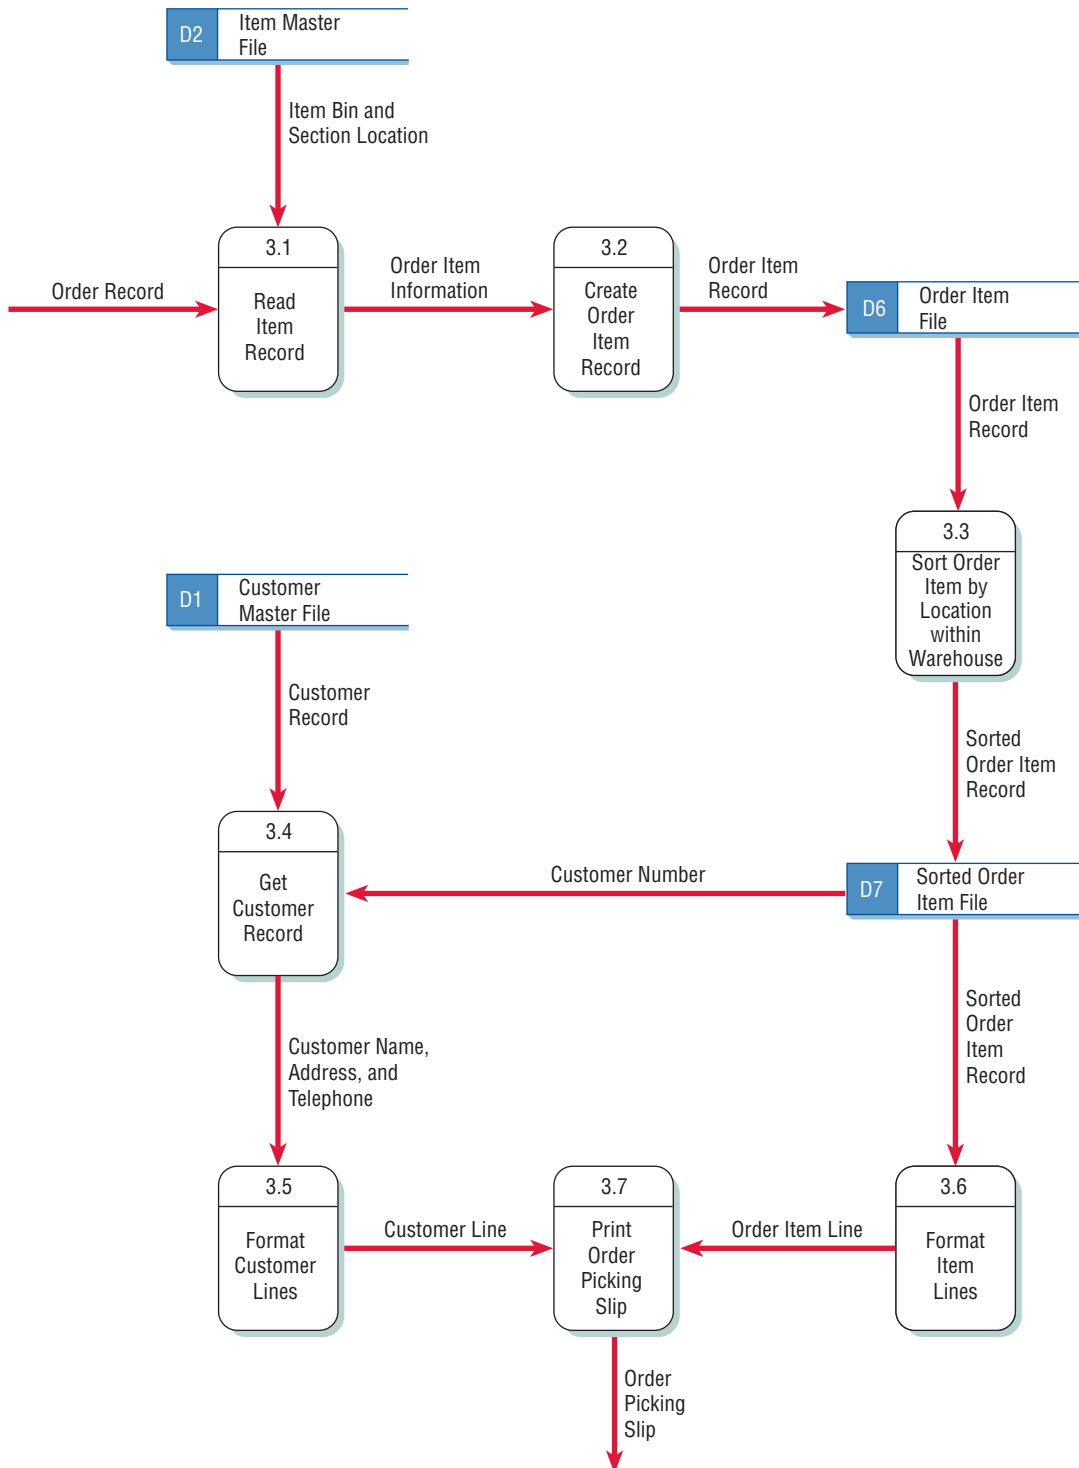 D2
Item Master
File
Item Bin and
Section Location
3.1
Read
Item
Record
Order Record
Order Item
Information
3.2
Create
Order
Item
Record
Order Item
Record
D6
Order Item
File
Order Item
Record
3.3
Sort Order
Item by
Location
within
Warehouse
D1
Customer
Master File
Customer
Record
Sorted
Order Item
Record
3.4
Get
Customer
Record
Customer Number
D7
Sorted Order
Item File
Customer Name,
Address, and
Telephone
Sorted
Order
Item
Record
3.5
Format
Customer
Lines
Customer Line
3.7
Print
Order
Picking
Slip
Order Item Line
3.6
Format
Item
Lines
Order
Picking
Slip